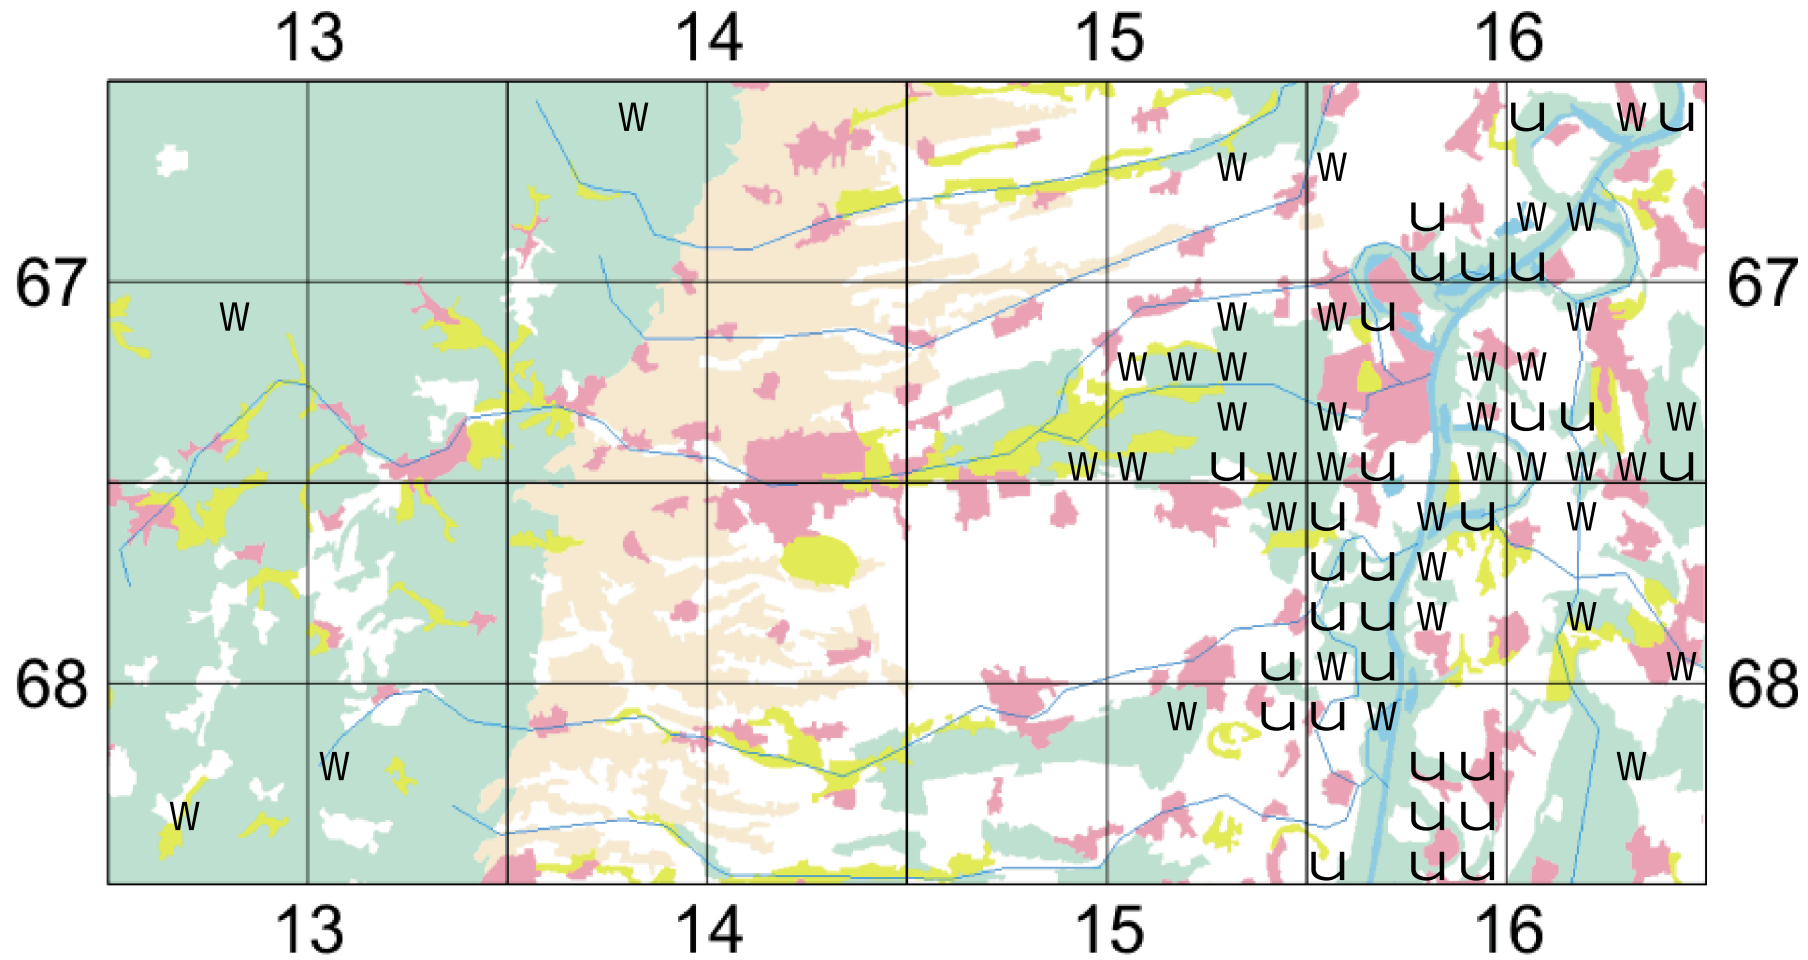 13 14 15 16
W u W u
W W
u W W
67 u u u 67
W W W u W
W W W W W
W W W u u W
W W u W W u W W W W u
W u W u W
u u W
u u W W
u W u W
68 68
W u u W
W u u W
W u u
u u u
13 14 15 16